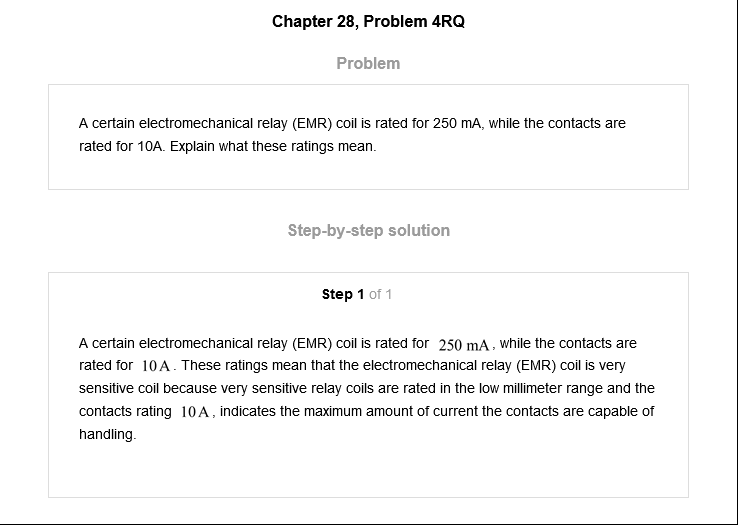 Chapter 28, Problem 4RQ
Problem
A certain electromechanical relay (EMR) coil is rated for 250 mA, while the contacts are
rated for 10A. Explain what these ratings mean.
Step-by-step solution
Step 1 of 1
A certain electromechanical relay (EMR) coil is rated for 250 mA, while the contacts are
rated for 10 A. These ratings mean that the electromechanical relay (EMR) coil is very
sensitive coil because very sensitive relay coils are rated in the low millimeter range and the
contacts rating 10 A, indicates the maximum amount of current the contacts are capable of
handling.